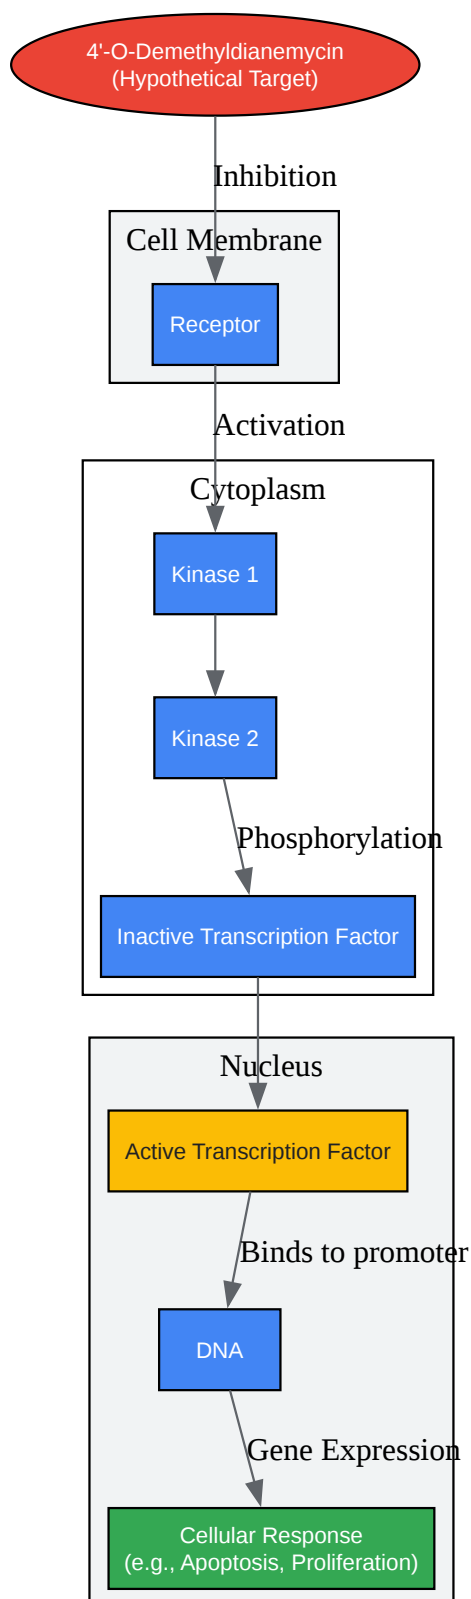 4'-O-Demethyldianemycin
(Hypothetical Target)
Inhibition
Cell Membrane
Receptor
Activation
Cytoplasm
Kinase 1
Kinase 2
Phosphorylation
Inactive Transcription Factor
Nucleus
Active Transcription Factor
Binds to promoter
DNA
Gene Expression
Cellular Response
(e.g., Apoptosis, Proliferation)